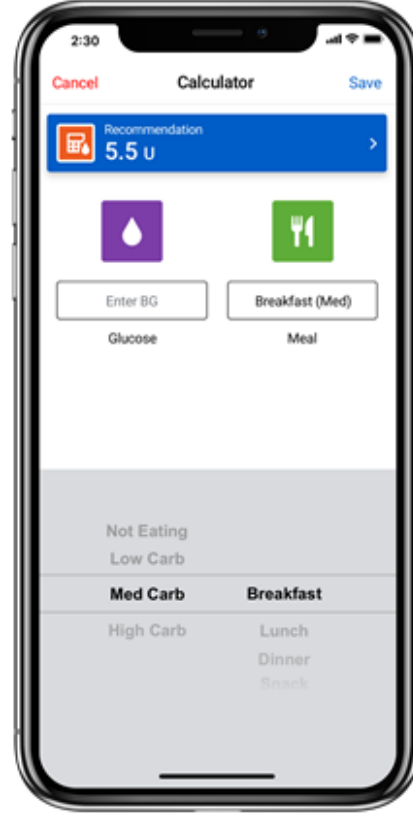 2:30
Cancel Calculator Save
Recommendation
5.5 U
Enter BG Breakfast (Med)
Glucose Meal
Not Eating
Low Carb
Med Carb Breakfast
High Carb Lunch
Dinner
Snack